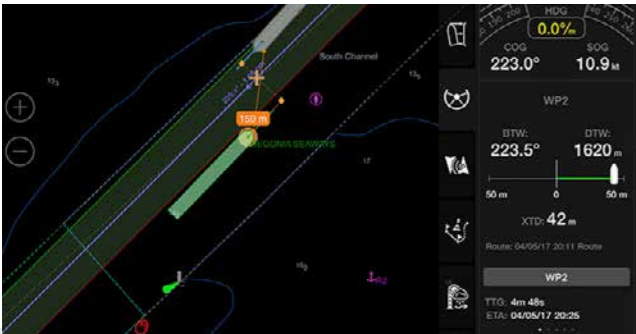 South Channel
150 m
REGONIA SEAWAYS
HDG
0.0°/m
COG
SOG
223.0°
10.9 kt
WP2
BTW:
DTW:
223.5°
1620 m
50 m
0
50 m
XTD: 42 m
Route: 04/05/17 20:11 Route
WP2
TTG: 4m 48s
ETA: 04/05/17 20:25